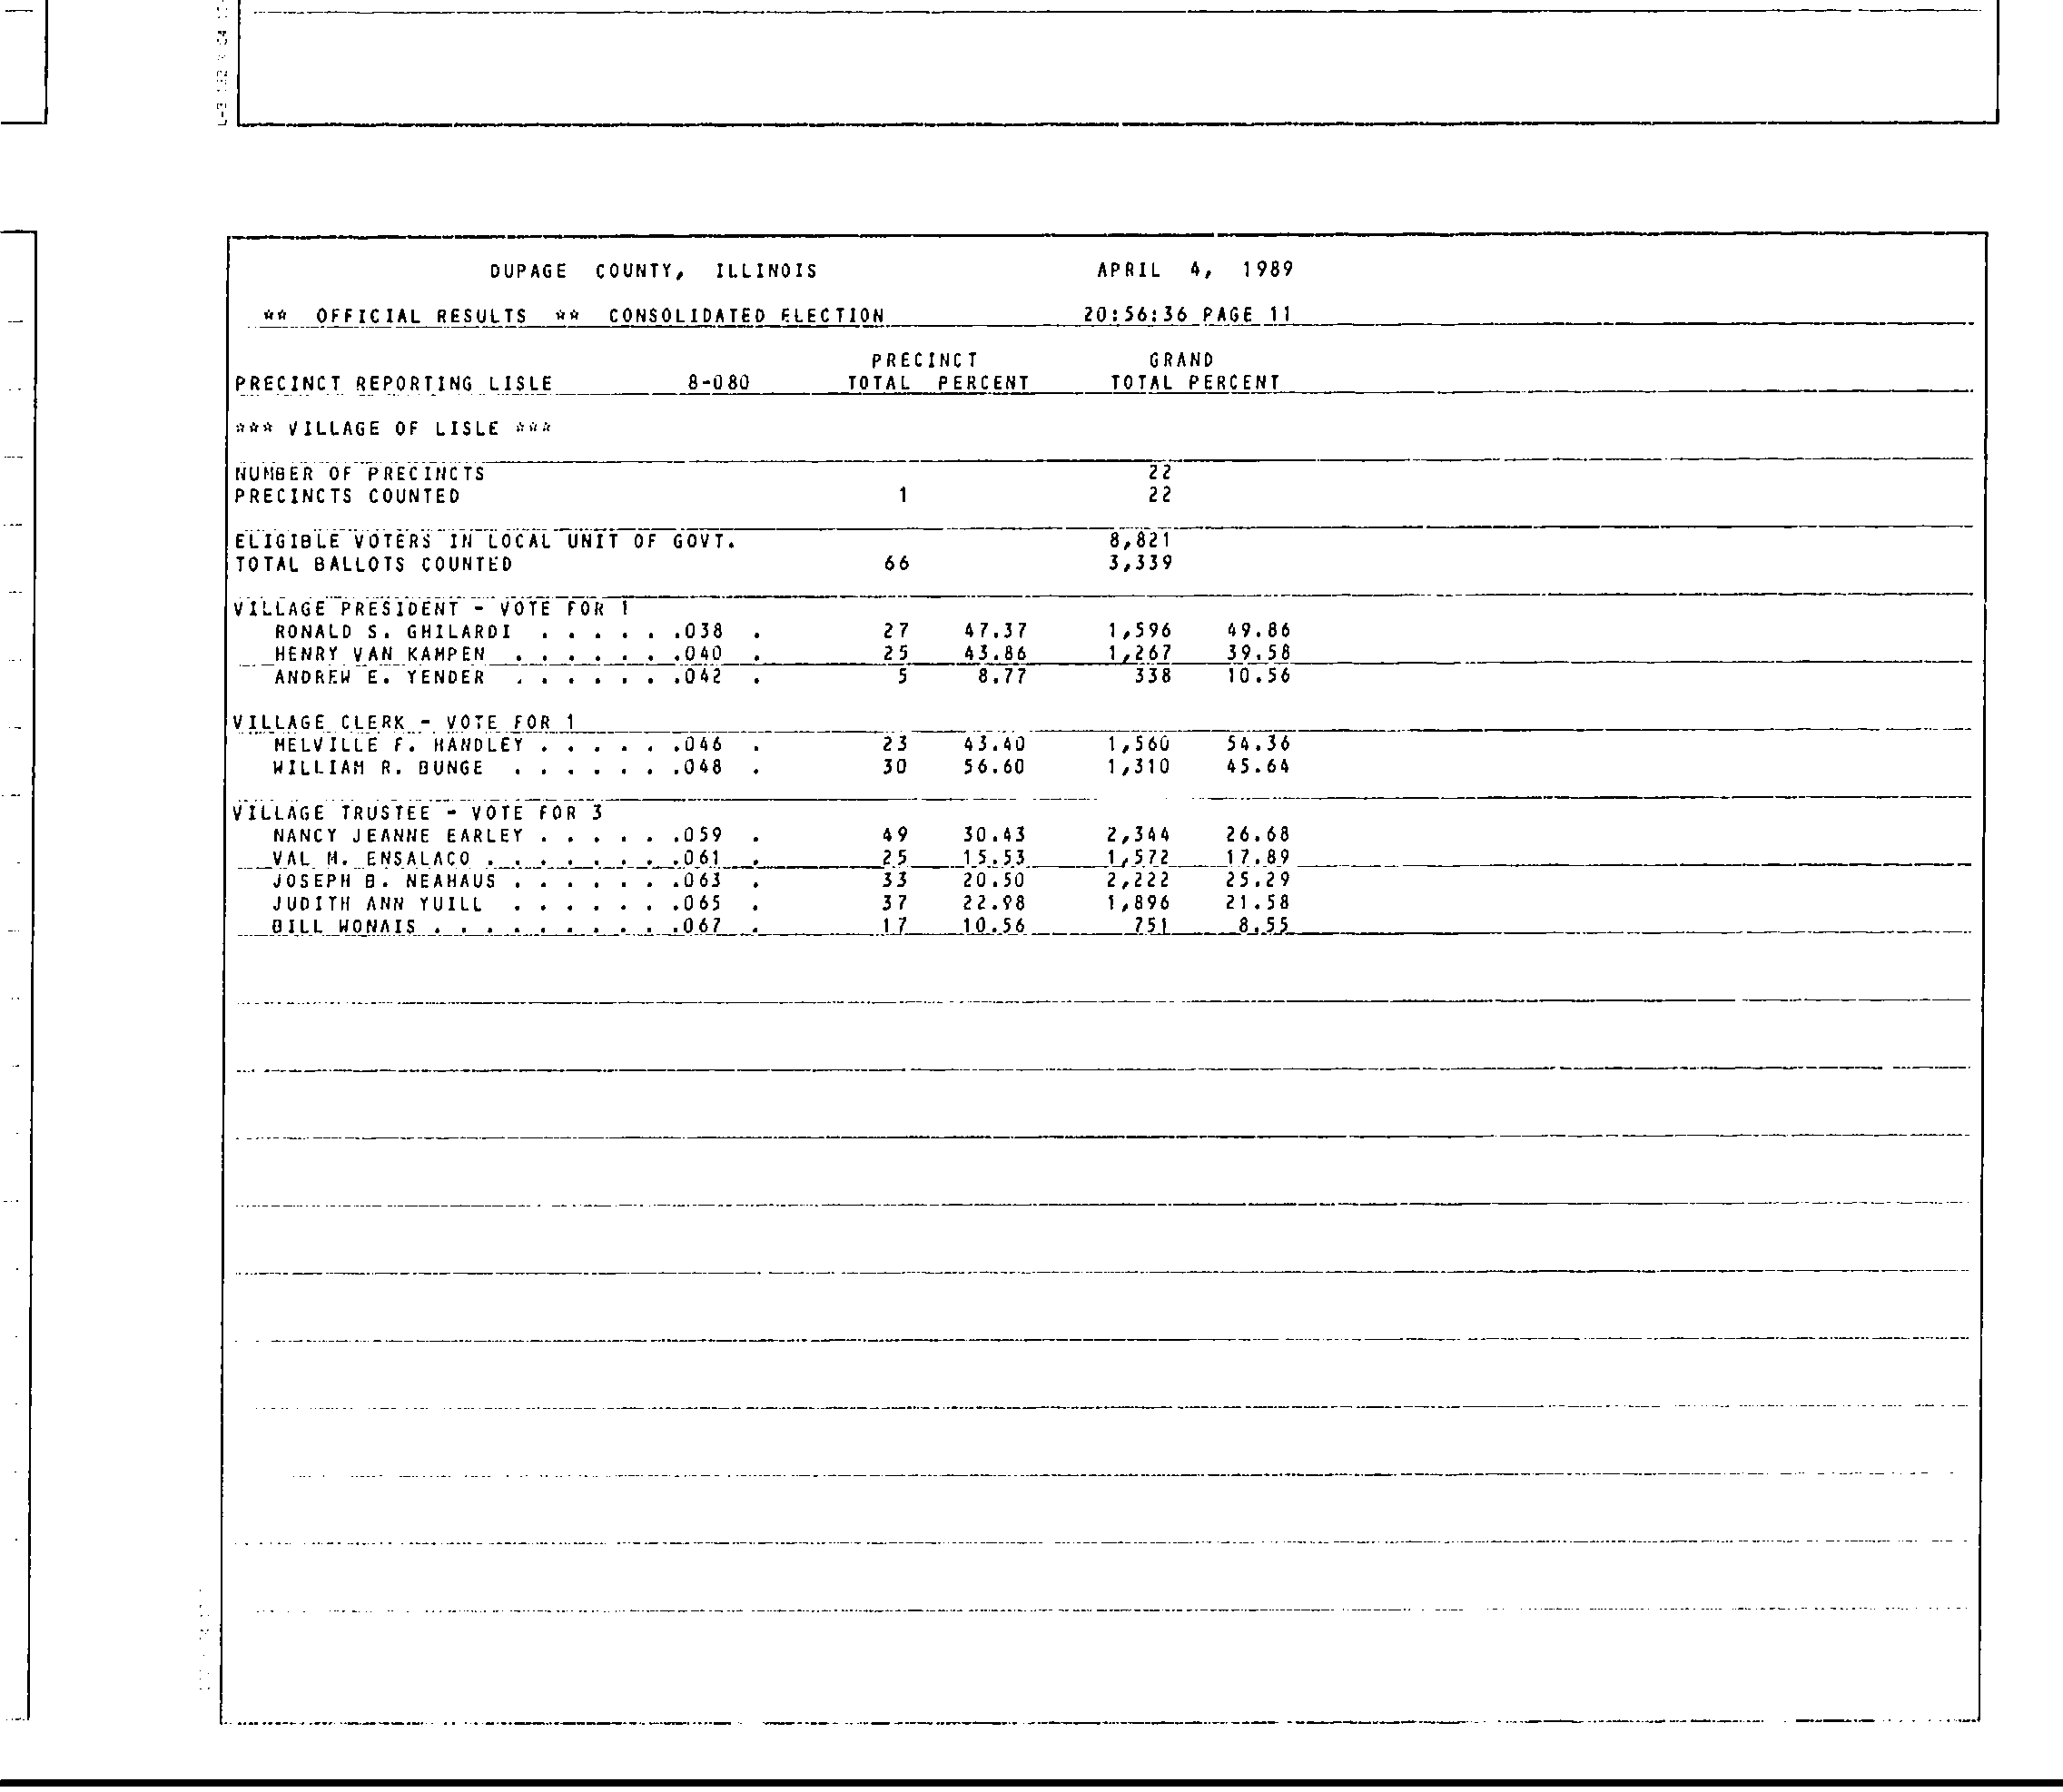 DUPAGE COUNTY, ILLINOIS APRIL 4, 1989
** OFFICIAL RESULTS ** CONSOLIDATED ELECTION 20:56:36 PAGE 11
PRECINCT GRAND
PRECINCT REPORTING LISLE 8-080 TOTAL PERCENT TOTAL PERCENT
*** VILLAGE OF LISLE ***
NUMBER OF PRECINCTS 22
PRECINCTS COUNTED 1 22
ELIGIBLE VOTERS IN LOCAL UNIT OF GOVT. 8,821
TOTAL BALLOTS COUNTED 66 3,339
VILLAGE PRESIDENT - VOTE FOR 1
RONALD S. GHILARDI . . . . . .038 . 27 47.37 1,596 49.86
HENRY VAN KAMPEN . . . . . . .040 . 25 43.86 1,267 39.58
ANDREW E. YENDER . . . . . . .042 . 5 8.77 338 10.56
VILLAGE CLERK - VOTE FOR 1
MELVILLE F. HANDLEY . . . . . .046 . 23 43.40 1,560 54.36
WILLIAM R. BUNGE . . . . . . .048 . 30 56.60 1,310 45.64
VILLAGE TRUSTEE - VOTE FOR 3
NANCY JEANNE EARLEY . . . . . .059 . 49 30.43 2,344 26.68
VAL M. ENSALACO . . . . . . . .061 . 25 15.53 1,572 17.89
JOSEPH B. NEAHAUS . . . . . . .063 . 33 20.50 2,222 25.29
JUDITH ANN YUILL . . . . . . .065 . 37 22.98 1,896 21.58
BILL WONAIS . . . . . . . . . .067 . 17 10.56 751 8.55